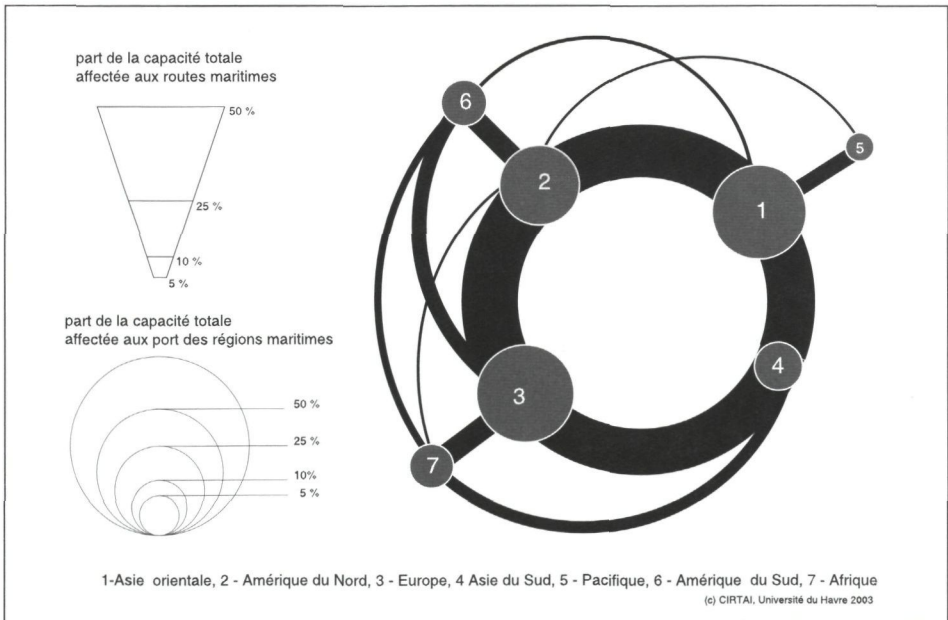 part de la capacité totale
affectée aux routes maritimes
50 %
25 %
10 %
5 %
part de la capacité totale
affectée aux port des régions maritimes
50 %
25 %
10%
5 %
6
5
2
1
4
3
7
1-Asie orientale, 2 - Amérique du Nord, 3 - Europe, 4 Asie du Sud, 5 - Pacifique, 6 - Amérique du Sud, 7 - Afrique
(c) CIRTAI, Université du Havre 2003